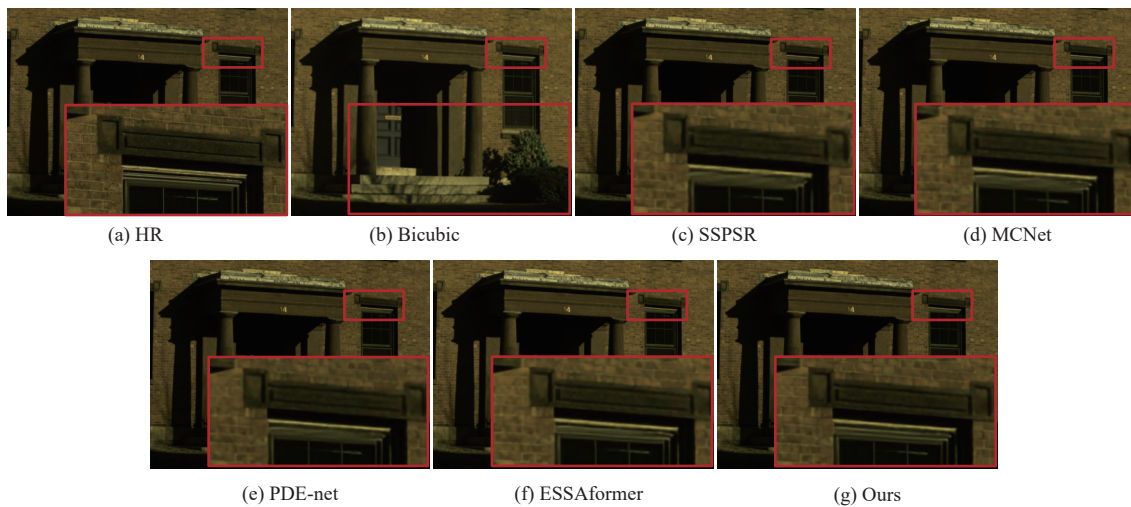 (a) HR
(b) Bicubic
(c) SSPSR
(d) MCNet
(e) PDE-net
(f) ESSAformer
(g) Ours